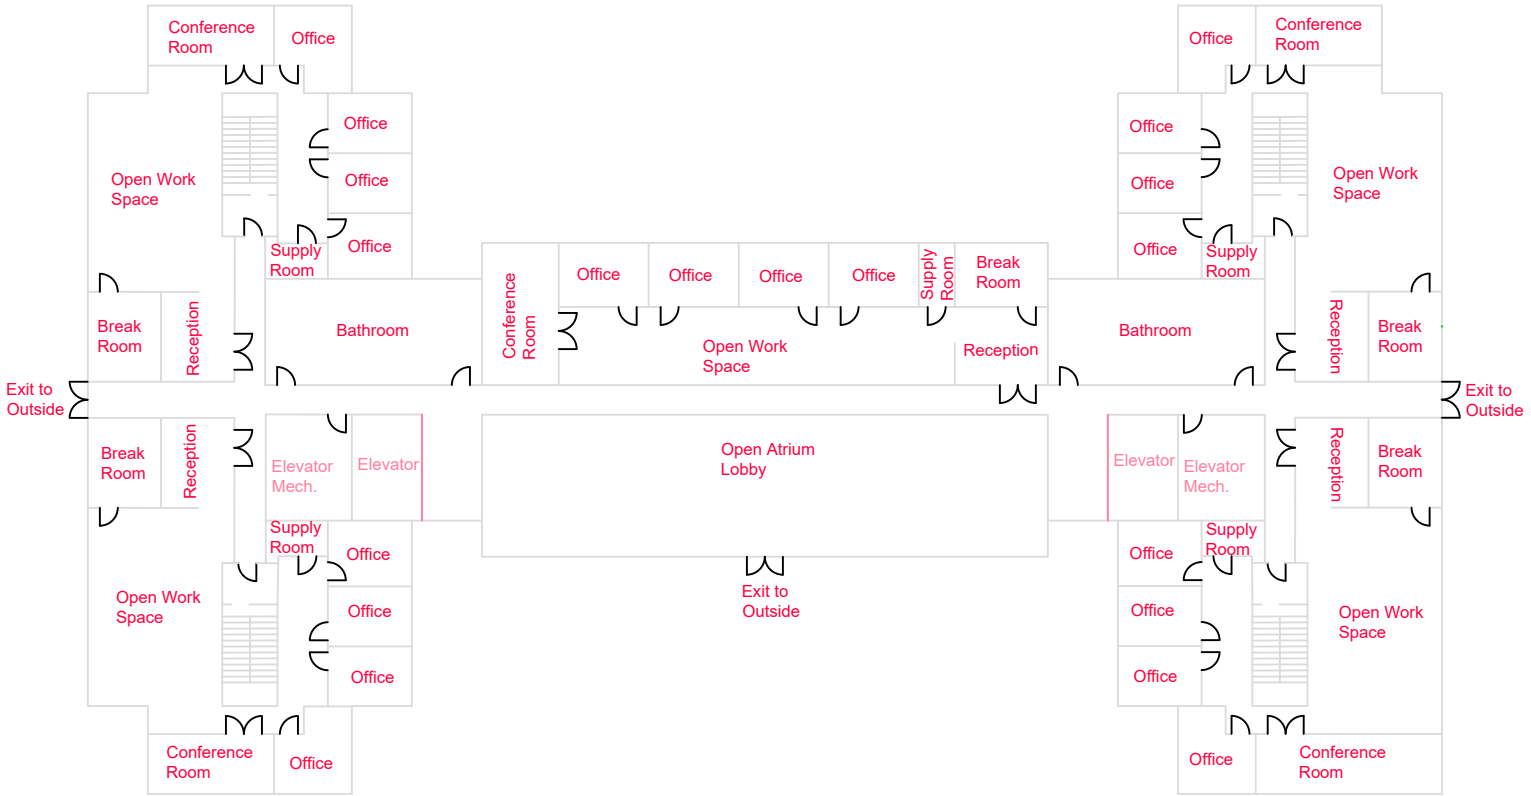 Conference
Room
Office
Office
Conference
Room
Office
Office
Open Work
Space
Office
Office
Open Work
Space
Office
Supply
Room
Office
Office
Supply
Room
Conference
Room
Office
Office
Office
Office
Supply
Room
Break
Room
Break
Room
Reception
Bathroom
Open Work
Space
Reception
Bathroom
Reception
Break
Room
Exit to
Outside
Exit to
Outside
Break
Room
Reception
Elevator
Mech.
Elevator
Open Atrium
Lobby
Elevator
Elevator
Mech.
Reception
Break
Room
Supply
Room
Office
Office
Supply
Room
Open Work
Space
Office
Exit to
Outside
Office
Open Work
Space
Office
Office
Conference
Room
Office
Office
Conference
Room